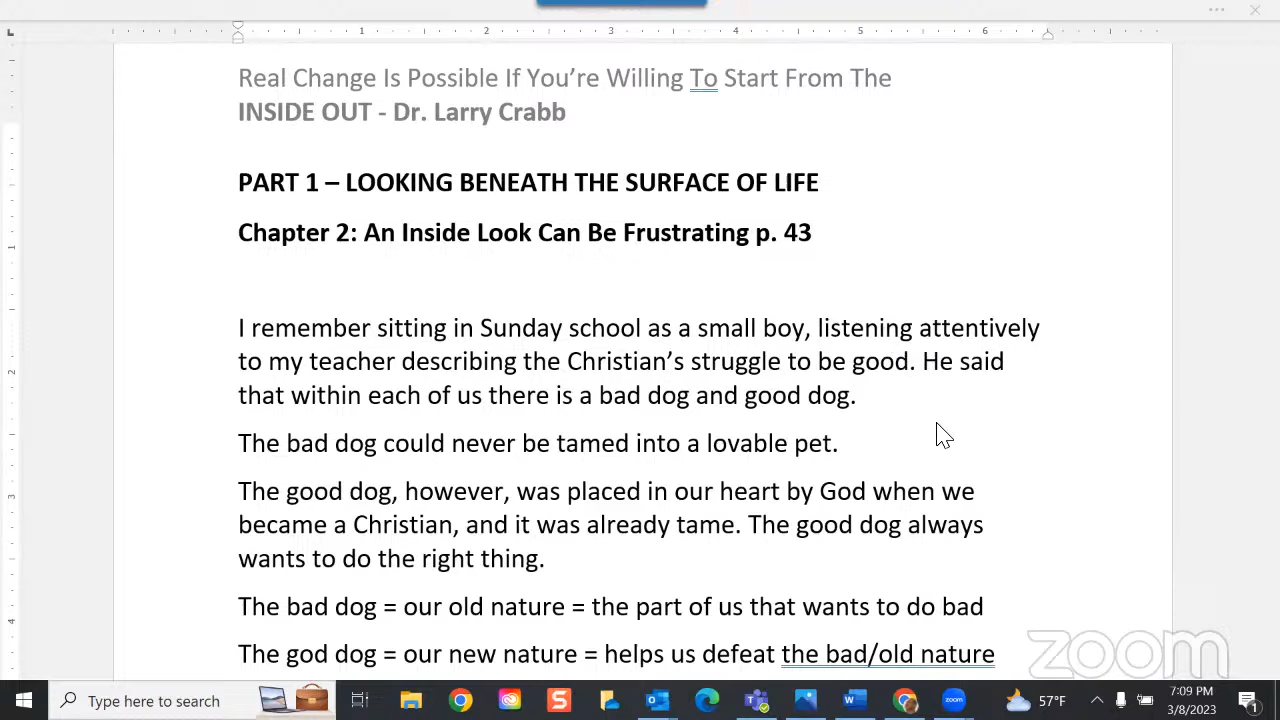 1 2 3 4 5 6
Real Change Is Possible If You’re Willing To Start From The
INSIDE OUT - Dr. Larry Crabb
PART 1 – LOOKING BENEATH THE SURFACE OF LIFE
Chapter 2: An Inside Look Can Be Frustrating p. 43
I remember sitting in Sunday school as a small boy, listening attentively
to my teacher describing the Christian’s struggle to be good. He said
that within each of us there is a bad dog and good dog.
The bad dog could never be tamed into a lovable pet.
The good dog, however, was placed in our heart by God when we
became a Christian, and it was already tame. The good dog always
wants to do the right thing.
The bad dog = our old nature = the part of us that wants to do bad
The god dog = our new nature = helps us defeat the bad/old nature
zoom
Type here to search
57°F
7:09 PM
3/8/2023
1